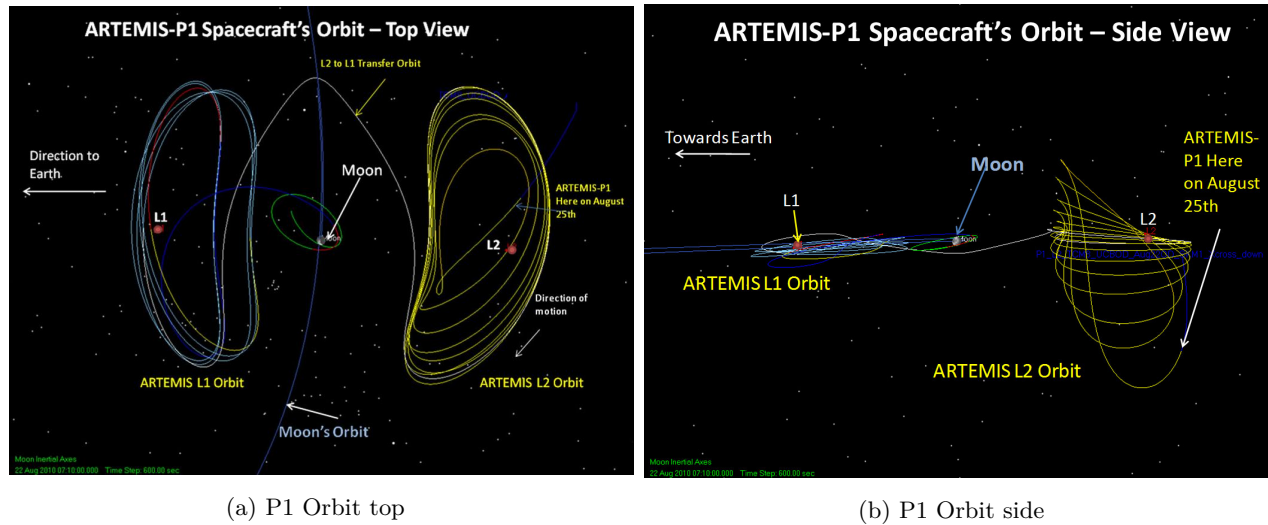 ARTEMIS-P1 Spacecraft's Orbit – Top View
L2 to L1 Transfer Orbit
Direction to
Earth
Moon
ARTEMIS-P1
Here on August
25th
L1
L2
Direction of
motion
ARTEMIS L1 Orbit
ARTEMIS L2 Orbit
Moon's Orbit
Moon Inertial Axes
22 Aug 2010 07:10:00.000 Time Step: 600.00 sec
(a) P1 Orbit top
ARTEMIS-P1 Spacecraft's Orbit – Side View
Towards Earth
Moon
ARTEMIS-
P1 Here
on August
25th
L1
L2
L2
Moon
ARTEMIS L1 Orbit
ARTEMIS L2 Orbit
Moon Inertial Axes
22 Aug 2010 07:10:00.000 Time Step: 600.00 sec
(b) P1 Orbit side